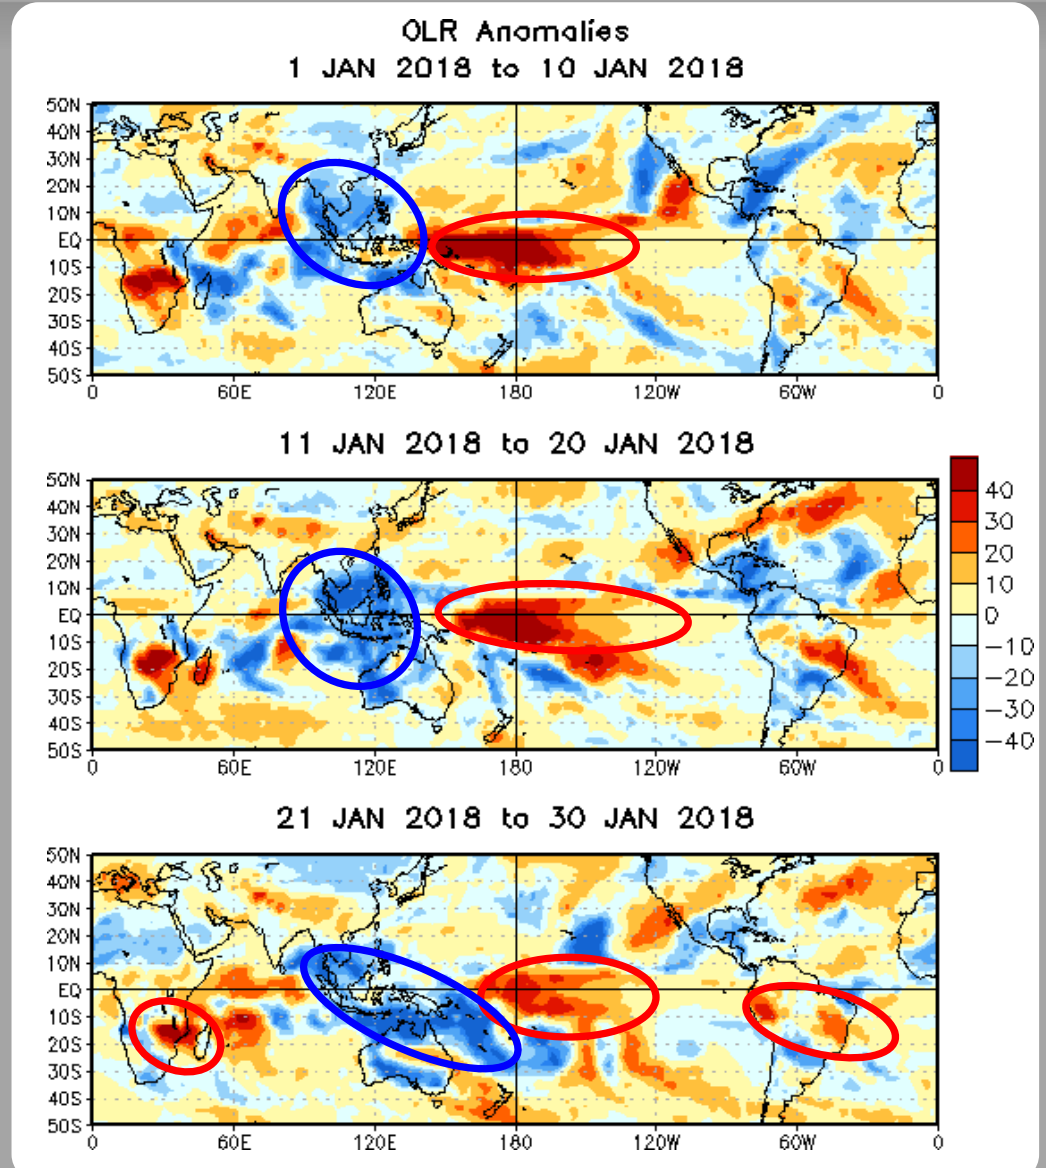 OLR Anomalies
1 JAN 2018 to 10 JAN 2018
50N
40N
30N
20N
10N
EQ
10S
20S
30S
40S
50S
0 60E 120E 180 120W 60W 0
11 JAN 2018 to 20 JAN 2018
50N
40N
30N
20N
10N
EQ
10S
20S
30S
40S
50S
0 60E 120E 180 120W 60W 0
40
30
20
10
0
−10
−20
−30
−40
21 JAN 2018 to 30 JAN 2018
50N
40N
30N
20N
10N
EQ
10S
20S
30S
40S
50S
0 60E 120E 180 120W 60W 0